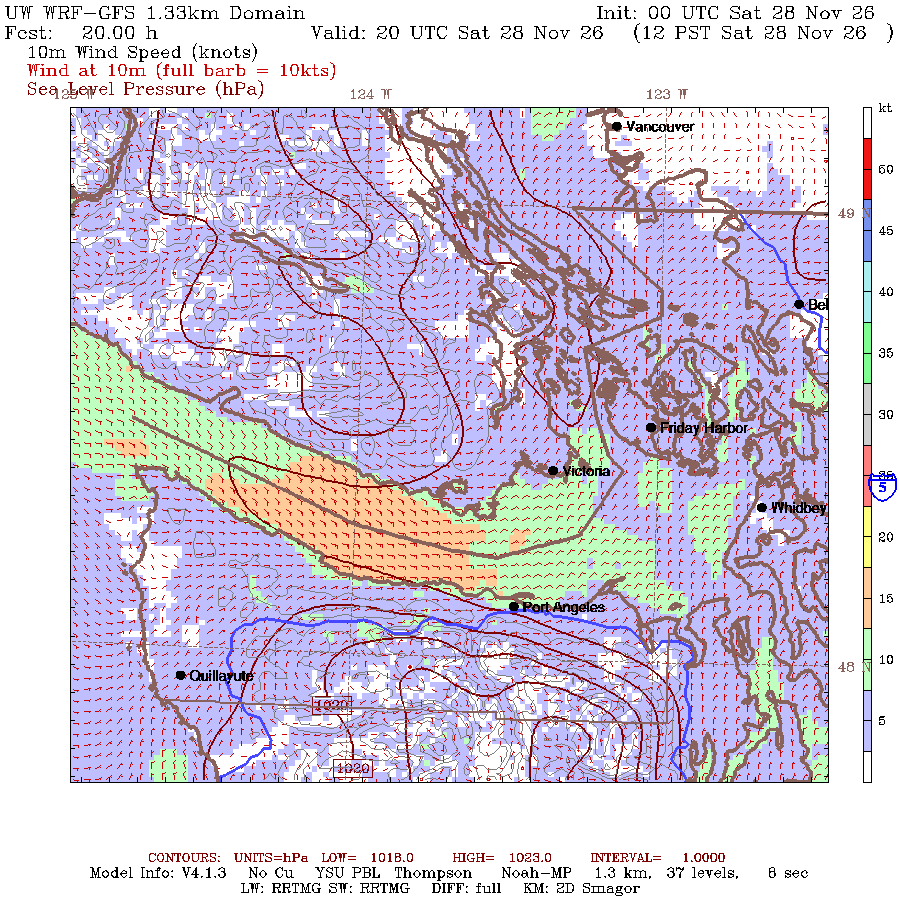 UW WRF-GFS 1.33km Domain Init: 00 UTC Sat 28 Nov 26
Fcst: 20.00 h Valid: 20 UTC Sat 28 Nov 26 (12 PST Sat 28 Nov 26 )
10m Wind Speed (knots)
Wind at 10m (full barb = 10kts)
Sea Level Pressure (hPa)
125 W 124 W 123 W
kt
Vancouver
60
49 N
45
40
Bel
35
30
Friday Harbor
25
Victoria
5
Whidbey
20
15
Port Angeles
10
48 N
Quillayute
1020
5
1020
CONTOURS: UNITS=hPa LOW= 1018.0 HIGH= 1023.0 INTERVAL= 1.0000
Model Info: V4.1.3 No Cu YSU PBL Thompson Noah-MP 1.3 km, 37 levels, 8 sec
LW: RRTMG SW: RRTMG DIFF: full KM: 2D Smagor